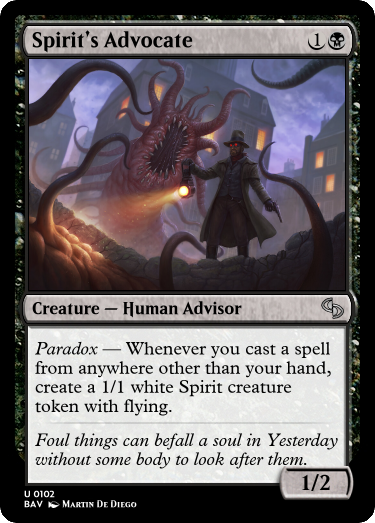 Spirit's Advocate 1
Creature — Human Advisor
Paradox — Whenever you cast a spell
from anywhere other than your hand,
create a 1/1 white Spirit creature
token with flying.
Foul things can befall a soul in Yesterday
without some body to look after them.
1/2
U 0102
BAV Martin De Diego